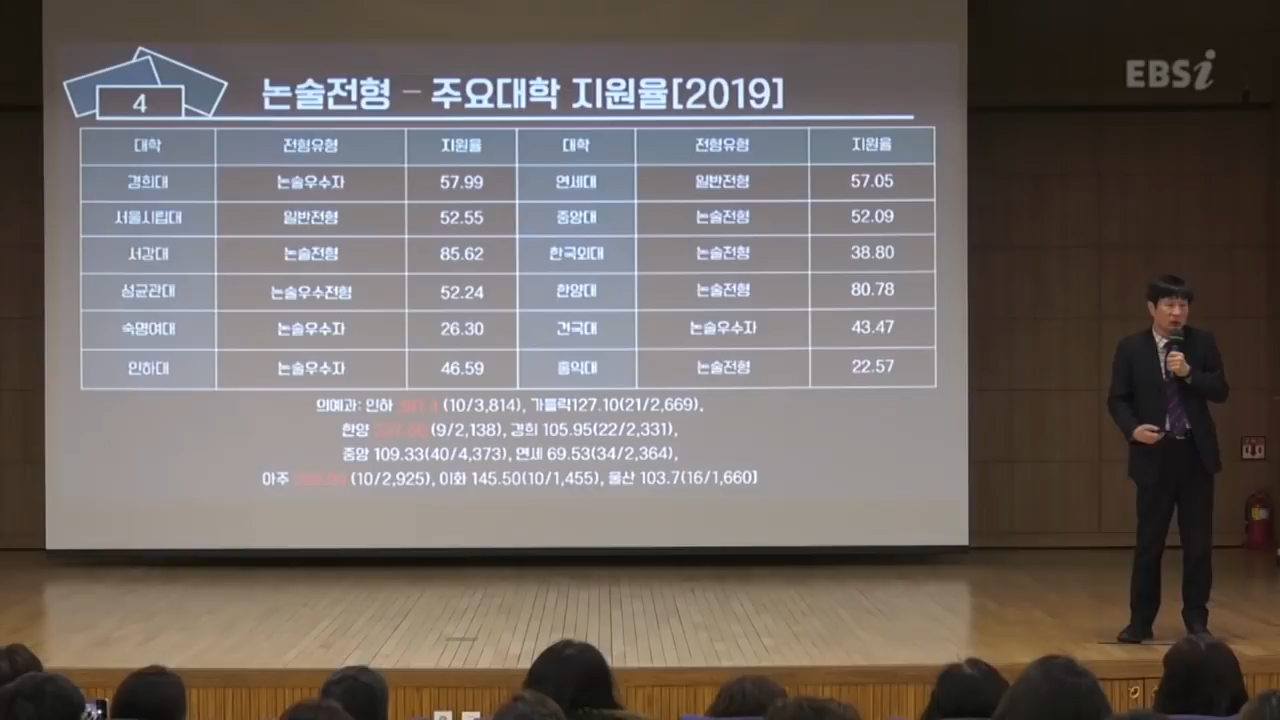 EBSi
4
논술전형 – 주요대학 지원율[2019]
대학 전형유형 지원율 대학 전형유형 지원율
경희대 논술우수자 57.99 연세대 일반전형 57.05
서울시립대 일반전형 52.55 중앙대 논술전형 52.09
서강대 논술전형 85.62 한국외대 논술전형 38.80
성균관대 논술우수전형 52.24 한양대 논술전형 80.78
숙명여대 논술우수자 26.30 건국대 논술우수자 43.47
인하대 논술우수자 46.59 홍익대 논술전형 22.57
의예과: 인하 (10/3,814), 가톨릭127.10(21/2,669),
한양 (9/2,138), 경희 105.95(22/2,331),
중앙 109.33(40/4,373), 연세 69.53(34/2,364),
아주 (10/2,925), 이화 145.50(10/1,455), 울산 103.7(16/1,660]